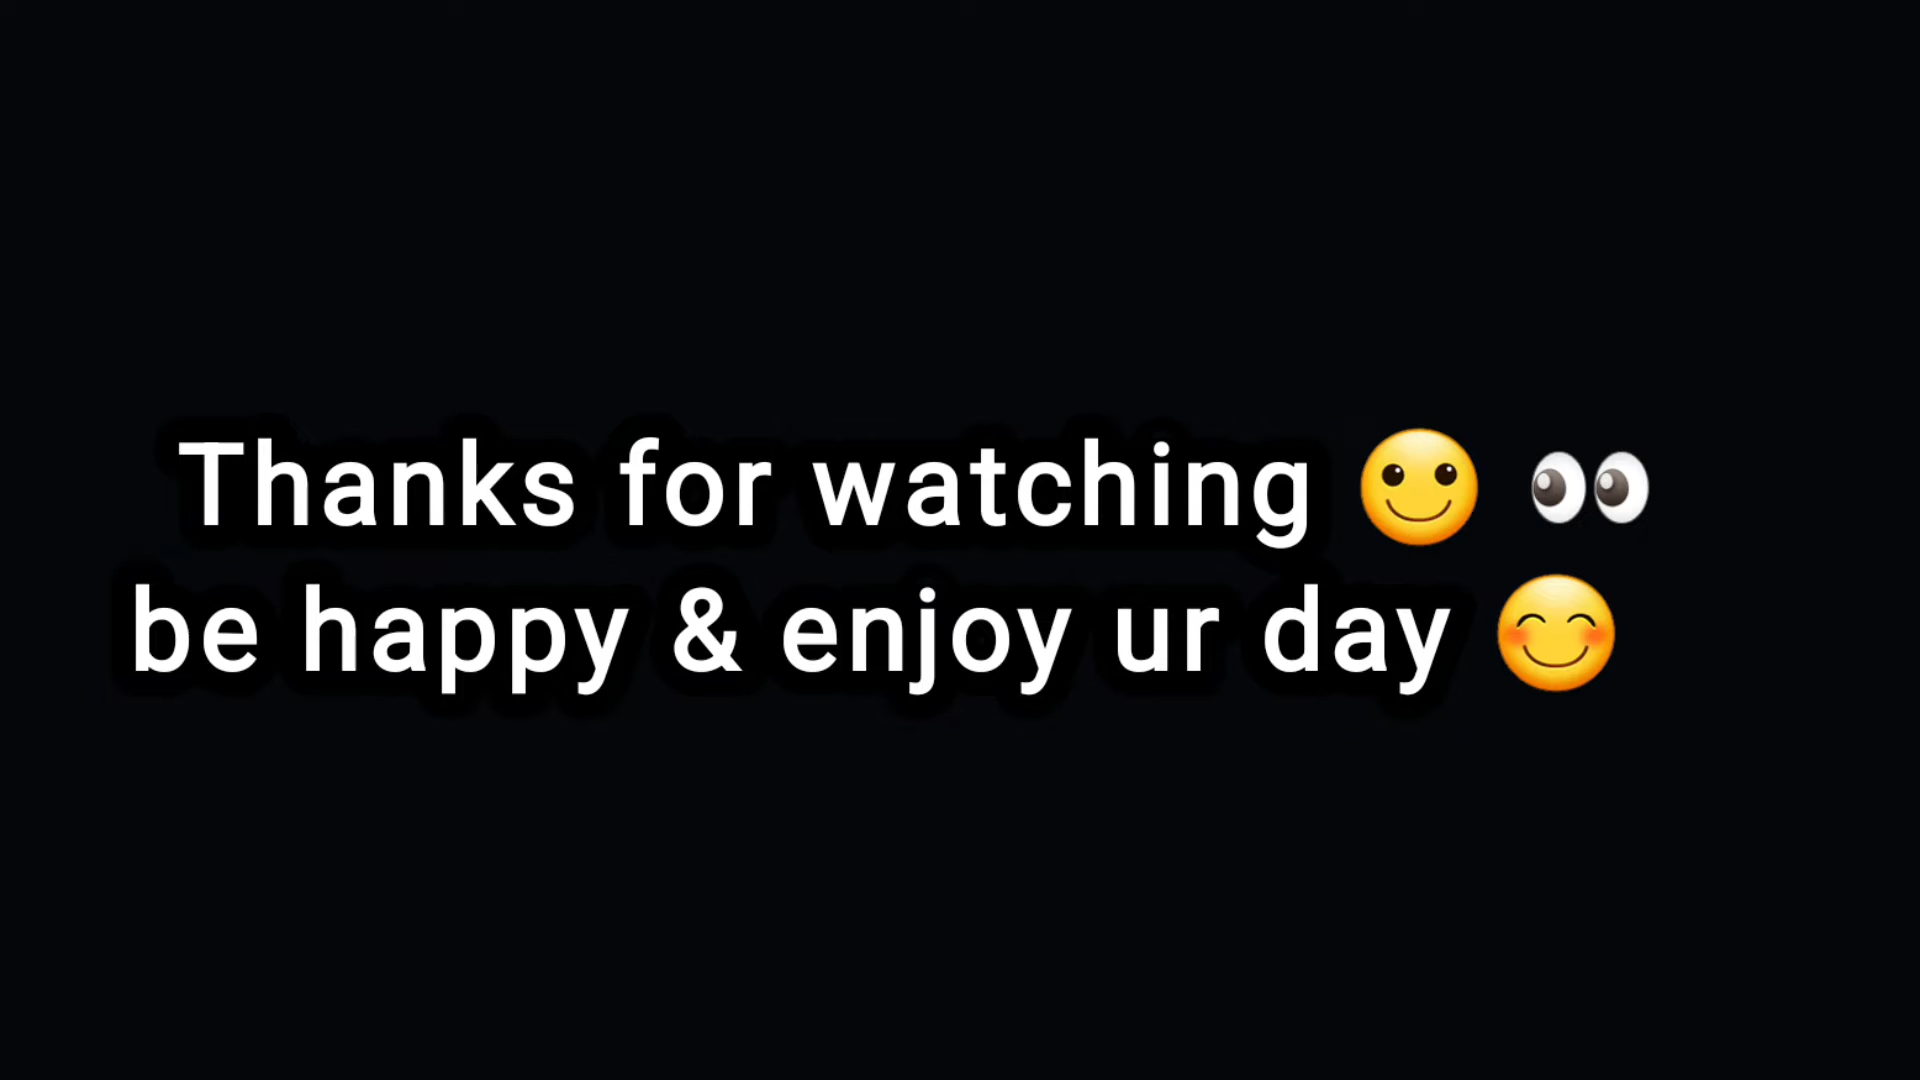 Thanks for watching 🙂 👀
be happy & enjoy ur day 😊